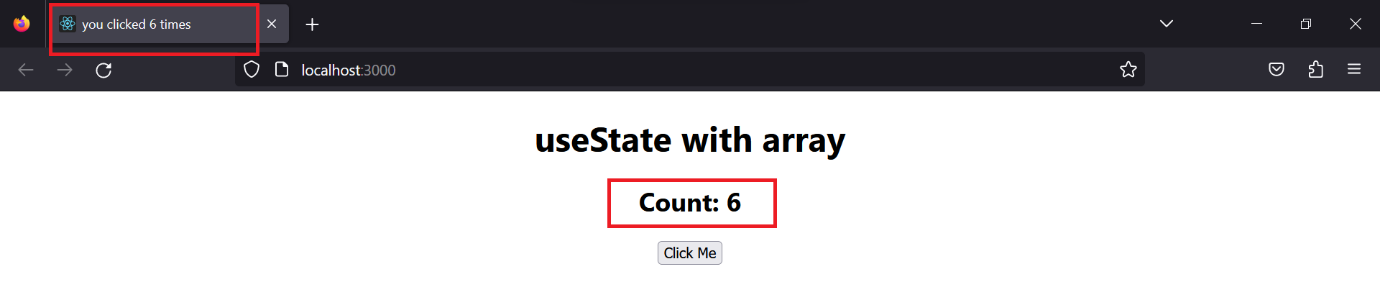 you clicked 6 times
localhost:3000
useState with array
Count: 6
Click Me